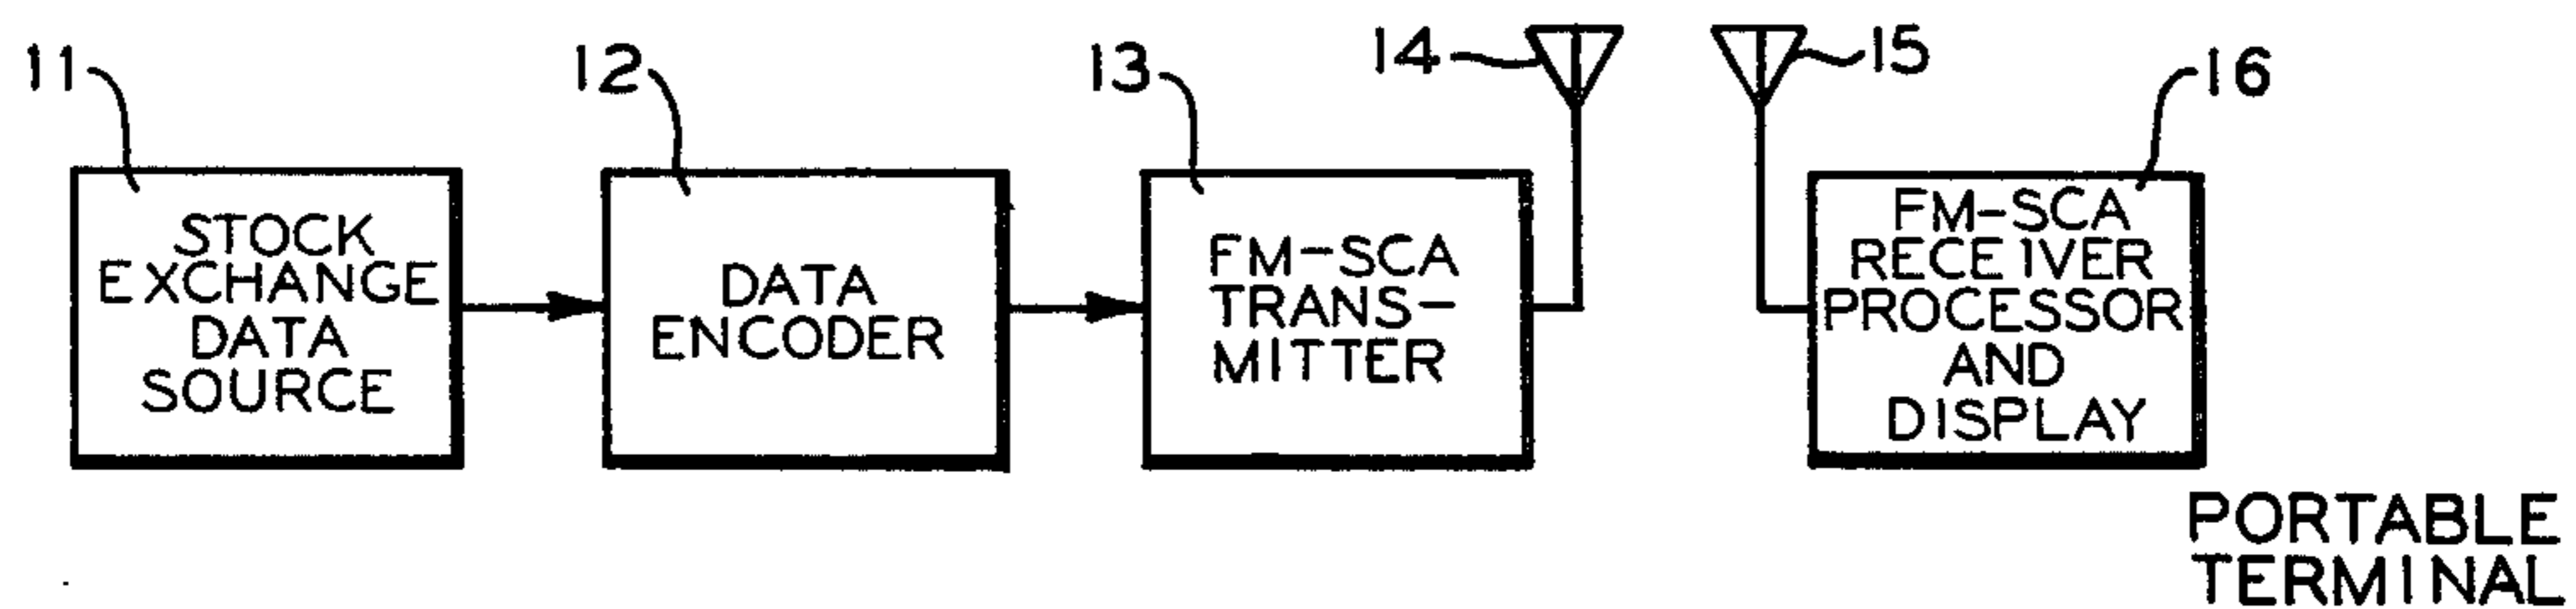 11
12
13
14
15
16
STOCK
EXCHANGE
DATA
SOURCE
DATA
ENCODER
FM-SCA
TRANS-
MITTER
FM-SCA
RECEIVER
PROCESSOR
AND
DISPLAY
PORTABLE
TERMINAL